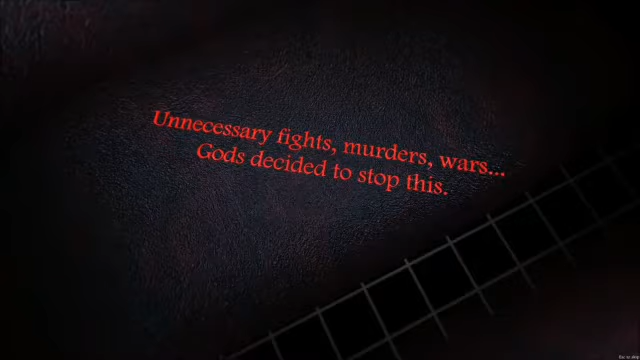 Unnecessary fights, murders, wars...
Gods decided to stop this.